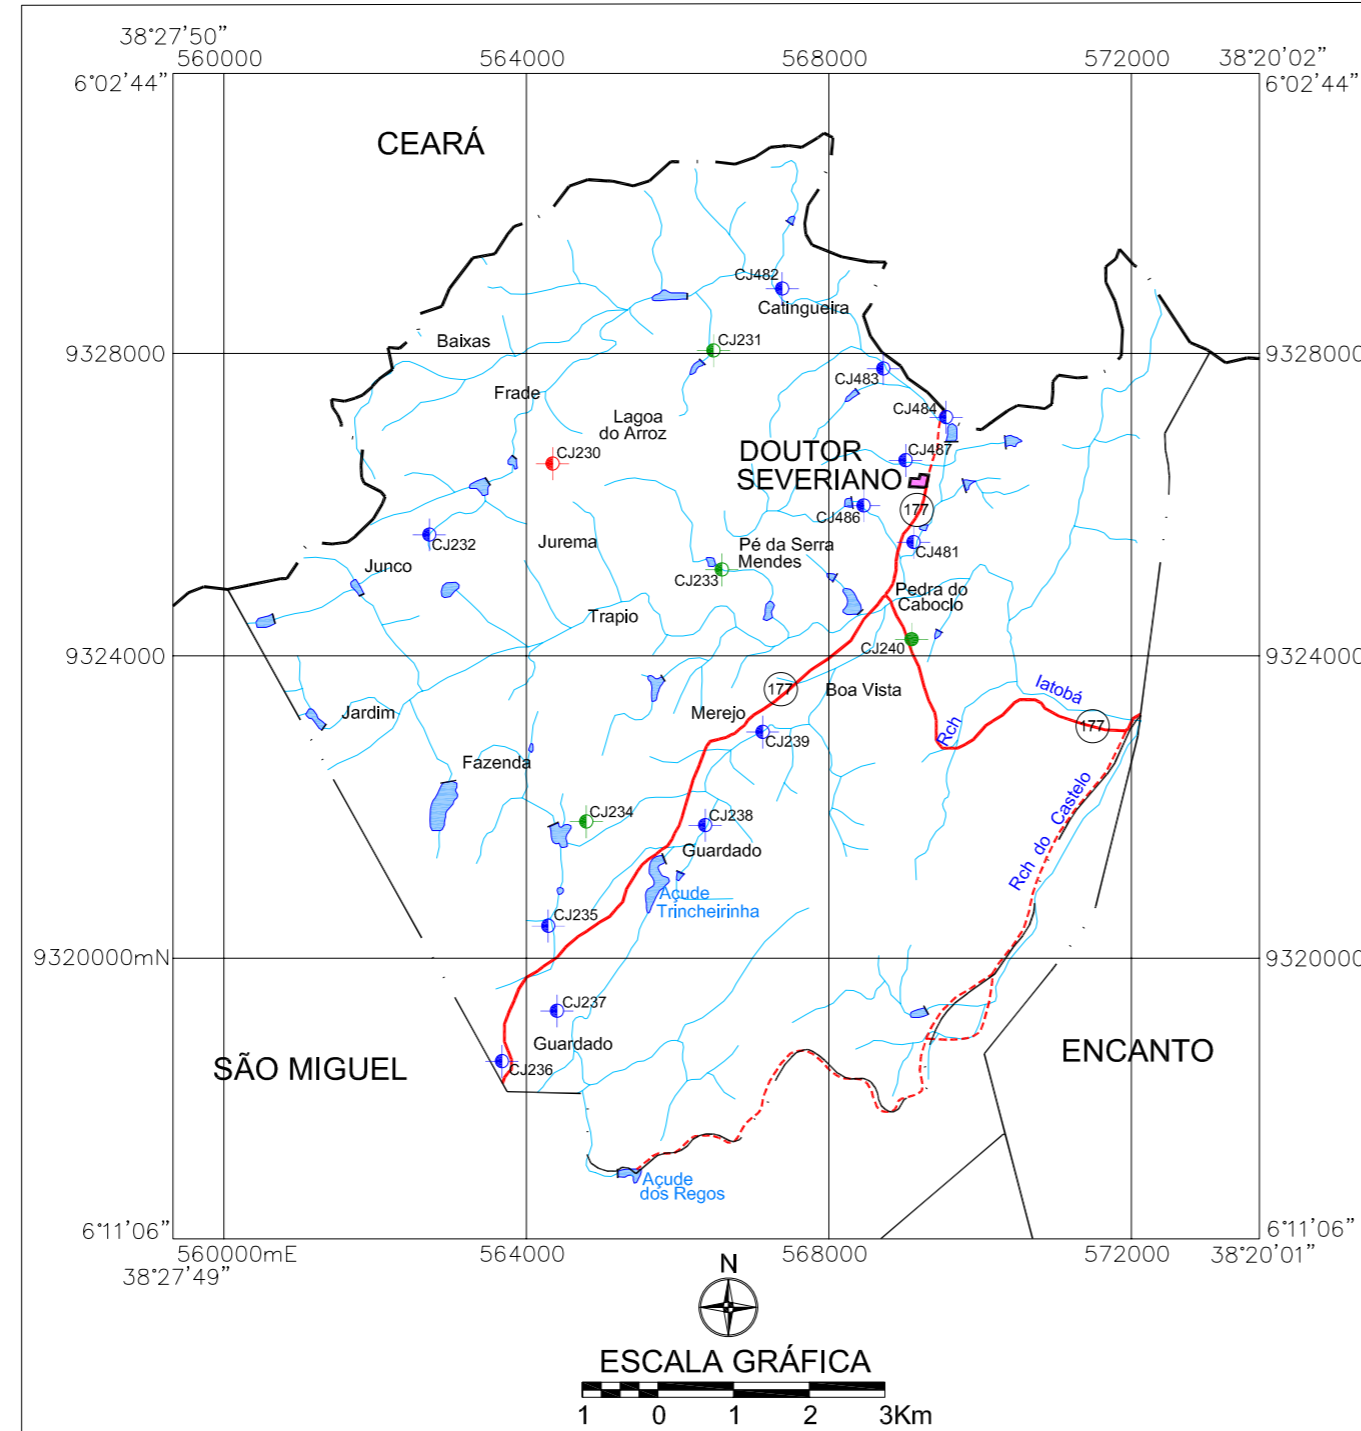 38°27'50"
560000 564000 568000 572000 38°20'02"
6°02'44" 6°02'44"
CEARÁ
CJ482
Catingueira
Baixas
CJ231
9328000 9328000
CJ483
Frade
CJ484
Lagoa
do Arroz
DOUTOR
SEVERIANO
CJ487
CJ230
177
CJ486
CJ232
Jurema
CJ481
Pé da Serra
Mendes
Junco
CJ233
Pedra do
Caboclo
Trapio
CJ240
9324000 9324000
177
Boa Vista
Iatobá
Jardim
Merejo
Rch
177
CJ239
Fazenda
CJ234
CJ238
Rch do Castelo
Guardado
Açude
Trincheirinha
CJ235
9320000mN 9320000
CJ237
Guardado
ENCANTO
SÃO MIGUEL
CJ236
Açude
dos Regos
6°11'06" 6°11'06"
560000mE 564000 568000 572000 38°20'01"
38°27'49"
N
ESCALA GRÁFICA
1 0 1 2 3Km